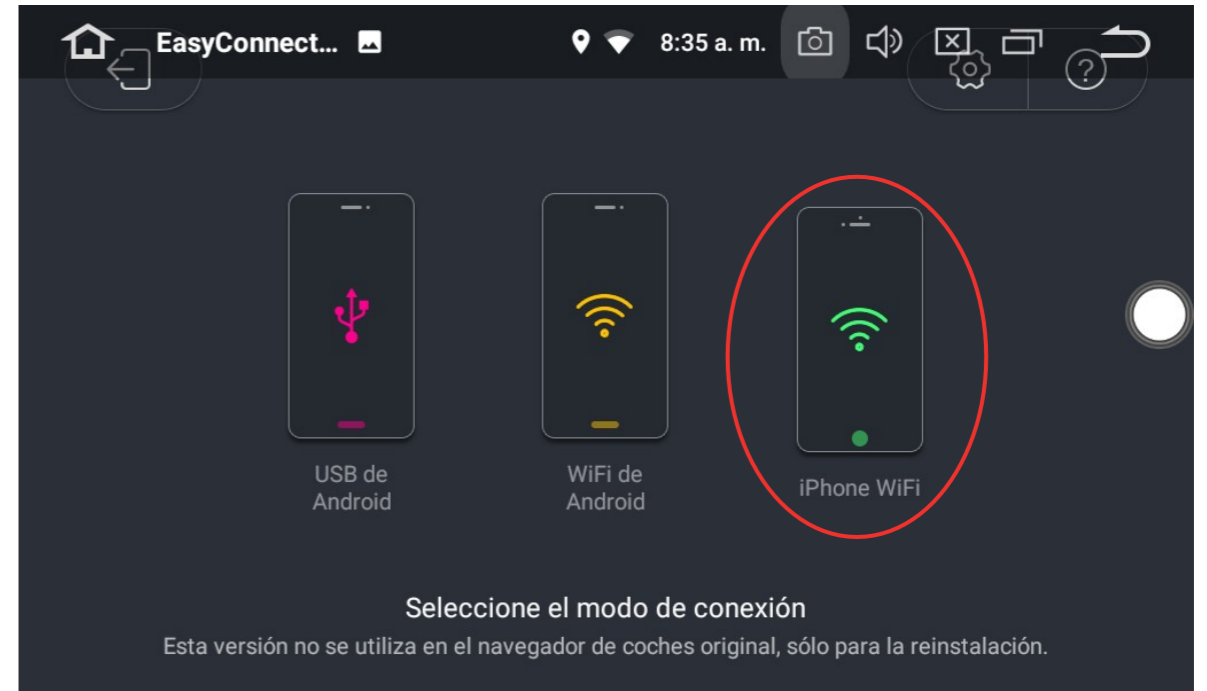 EasyConnect... 8:35 a. m.
USB de
Android
WiFi de
Android
iPhone WiFi
Seleccione el modo de conexión
Esta versión no se utiliza en el navegador de coches original, sólo para la reinstalación.